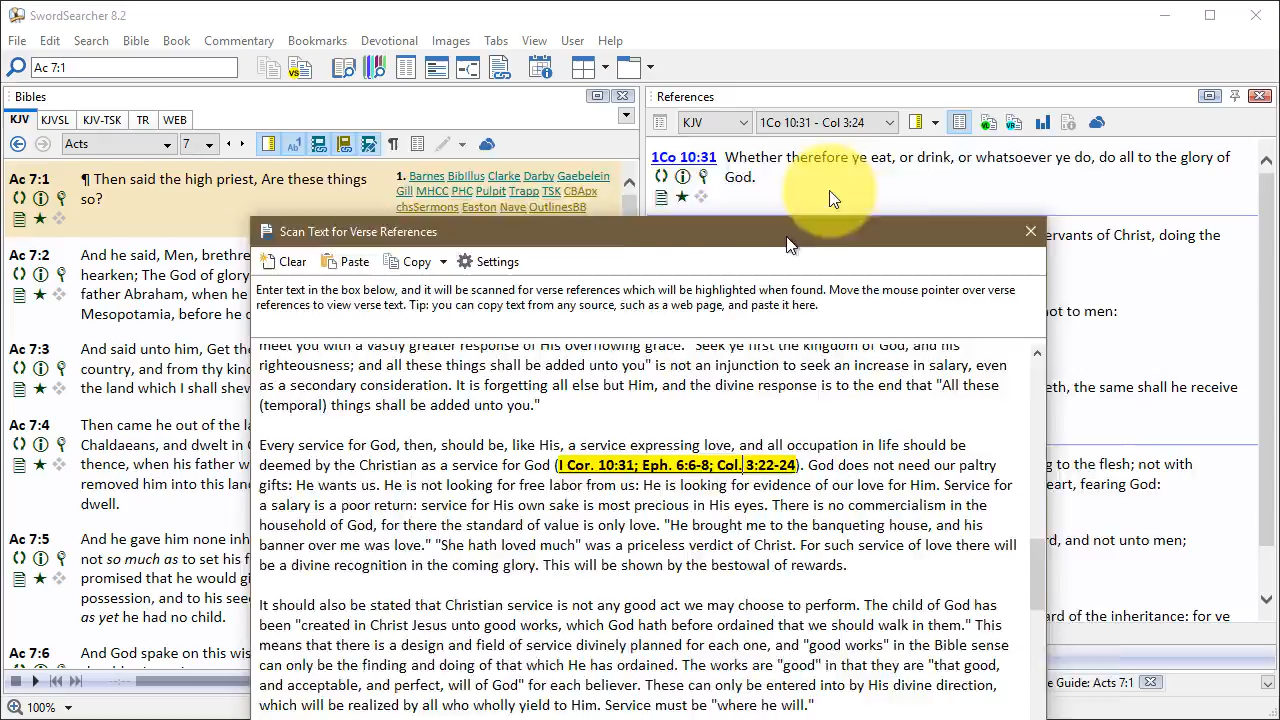 SwordSearcher 8.2
File Edit Search Bible Book Commentary Bookmarks Devotional Images Tabs View User Help
Ac 7:1
VS
Bibles
KJV KJVSL KJV-TSK TR WEB
Acts 7
Ac 7:1 ¶ Then said the high priest, Are these things
so?
1. Barnes BibIllus Clarke Darby Gaebelein
Gill MHCC PHC Pulpit Trapp TSK CBApx
chsSermons Easton Nave OutlinesBB
Ac 7:2 And he said, Men, brethre
hearken; The God of glory
father Abraham, when he
Mesopotamia, before he d
Ac 7:3 And said unto him, Get the
country, and from thy kin
the land which I shall shew
Ac 7:4 Then came he out of the la
Chaldaeans, and dwelt in C
thence, when his father w
removed him into this land
dwell.
Ac 7:5 And he gave him none inh
not so much as to set his f
promised that he would gi
possession, and to his see
as yet he had no child.
Ac 7:6 And God spake on this wis
100%
References
KJV 1Co 10:31 - Col 3:24
1Co 10:31 Whether therefore ye eat, or drink, or whatsoever ye do, do all to the glory of
God.
ervants of Christ, doing the
not to men:
eth, the same shall he receive
ng to the flesh; not with
eart, fearing God:
rd, and not unto men;
d of the inheritance: for ye
e Guide: Acts 7:1
Scan Text for Verse References
Clear Paste Copy Settings
Enter text in the box below, and it will be scanned for verse references which will be highlighted when found. Move the mouse pointer over verse
references to view verse text. Tip: you can copy text from any source, such as a web page, and paste it here.
meet you with a vastly greater response of His overflowing grace. "Seek ye first the kingdom of God, and his
righteousness; and all these things shall be added unto you" is not an injunction to seek an increase in salary, even
as a secondary consideration. It is forgetting all else but Him, and the divine response is to the end that "All these
(temporal) things shall be added unto you."
Every service for God, then, should be, like His, a service expressing love, and all occupation in life should be
deemed by the Christian as a service for God (I Cor. 10:31; Eph. 6:6-8; Col. 3:22-24). God does not need our paltry
gifts: He wants us. He is not looking for free labor from us: He is looking for evidence of our love for Him. Service for
a salary is a poor return: service for His own sake is most precious in His eyes. There is no commercialism in the
household of God, for there the standard of value is only love. "He brought me to the banqueting house, and his
banner over me was love." "She hath loved much" was a priceless verdict of Christ. For such service of love there will
be a divine recognition in the coming glory. This will be shown by the bestowal of rewards.
It should also be stated that Christian service is not any good act we may choose to perform. The child of God has
been "created in Christ Jesus unto good works, which God hath before ordained that we should walk in them." This
means that there is a design and field of service divinely planned for each one, and "good works" in the Bible sense
can only be the finding and doing of that which He has ordained. The works are "good" in that they are "that good,
and acceptable, and perfect, will of God" for each believer. These can only be entered into by His divine direction,
which will be realized by all who wholly yield to Him. Service must be "where he will."